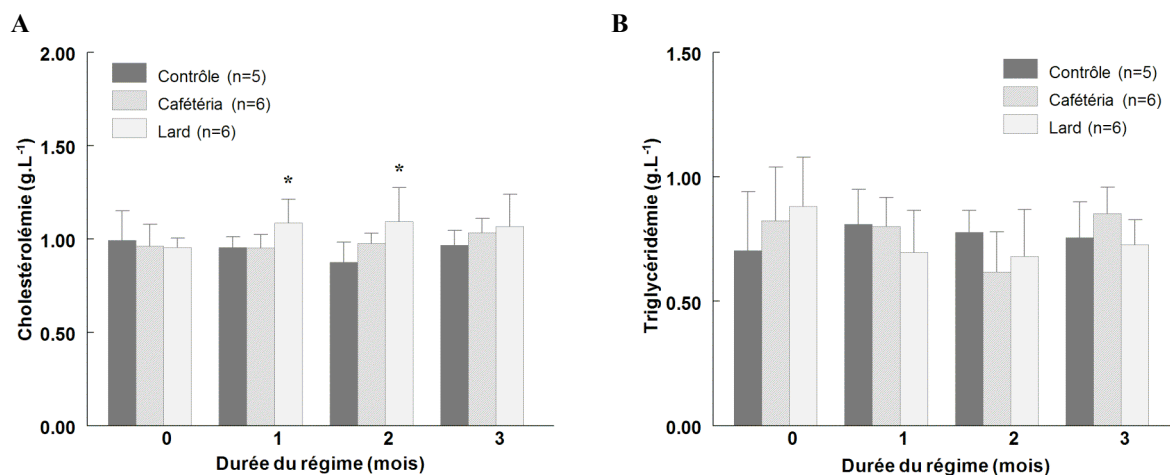 A
2.00
1.50
1.00
0.50
0.00
Cholestérolémie (g.L⁻¹)
Contrôle (n=5)
Cafétéria (n=6)
Lard (n=6)
*
*
0 1 2 3
Durée du régime (mois)
B
1.50
1.00
0.50
0.00
Triglycéridémie (g.L⁻¹)
Contrôle (n=5)
Cafétéria (n=6)
Lard (n=6)
0 1 2 3
Durée du régime (mois)